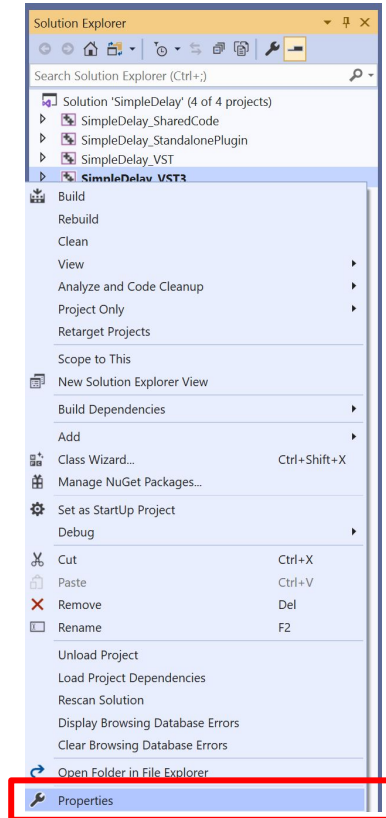 Solution Explorer
Search Solution Explorer (Ctrl+;)
Solution 'SimpleDelay' (4 of 4 projects)
SimpleDelay_SharedCode
SimpleDelay_StandalonePlugin
SimpleDelay_VST
SimpleDelay_VST3
Build
Rebuild
Clean
View
Analyze and Code Cleanup
Project Only
Retarget Projects
Scope to This
New Solution Explorer View
Build Dependencies
Add
Class Wizard... Ctrl+Shift+X
Manage NuGet Packages...
Set as StartUp Project
Debug
Cut Ctrl+X
Paste Ctrl+V
Remove Del
Rename F2
Unload Project
Load Project Dependencies
Rescan Solution
Display Browsing Database Errors
Clear Browsing Database Errors
Open Folder in File Explorer
Properties